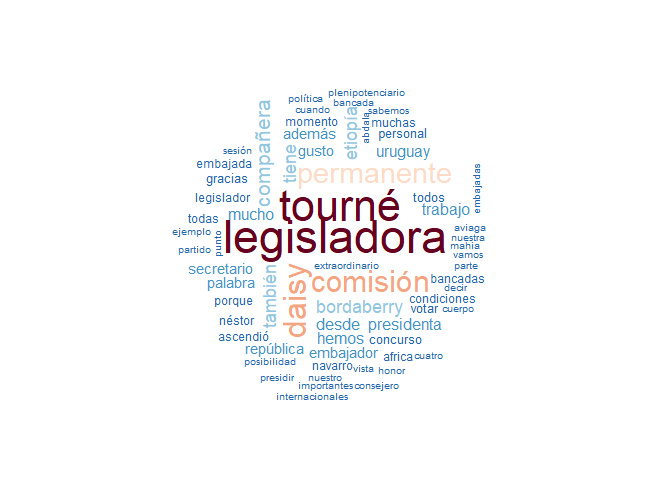 plenipotenciario
política
bancada
cuando
sabemos
momento
muchas
abdala
además
personal
compañera
etiopía
sesión
tiene
gusto
uruguay
embajada
gracias
permanente
embajadas
legislador
tourné
todos
todas
mucho
trabajo
ejemplo
punto
legisladora
aviaga
nuestra
partido
mahía
vamos
secretario
extraordinario
parte
palabra
también
daisy
comisión
bancadas
decir
porque
bordaberry
condiciones
votar
cuerpo
néstor
desde
presidenta
ascendió
hemos
concurso
república
embajador
africa
cuatro
posibilidad
navarro
vista
honor
presidir
nuestro
importantes
consejero
internacionales